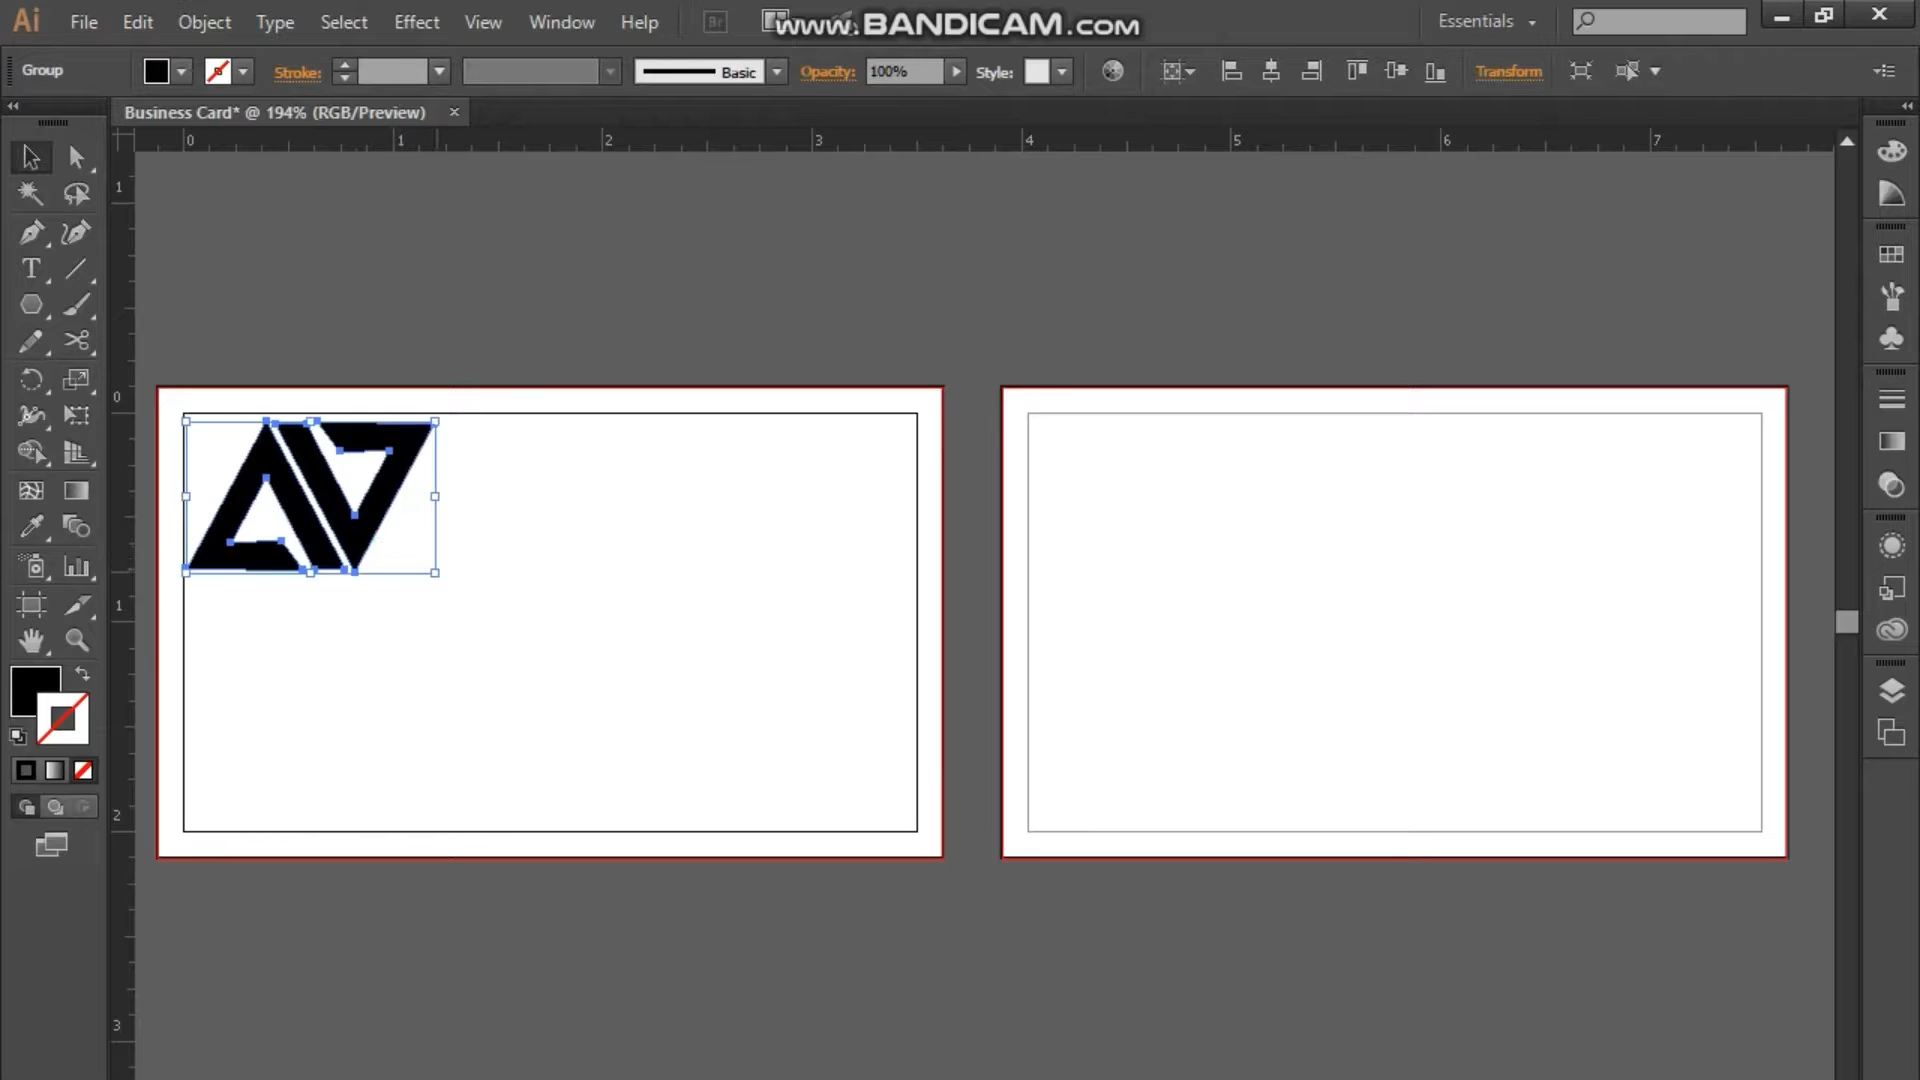 Ai File Edit Object Type Select Effect View Window Help Br www.BANDICAM.COM Essentials
Group Stroke: Basic Opacity: 100% Style: Transform
Business Card* @ 194% (RGB/Preview)
0 1 2 3 4 5 6 7
1
0
1
2
3
T